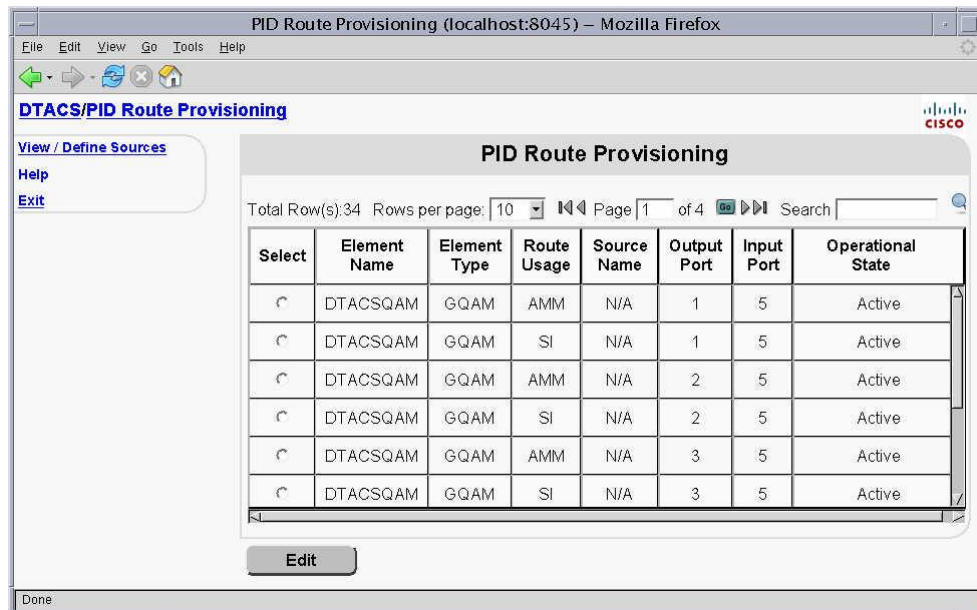 PID Route Provisioning (localhost:8045) – Mozilla Firefox
File Edit View Go Tools Help
DTACS/PID Route Provisioning
CISCO
View / Define Sources
Help
Exit
PID Route Provisioning
Total Row(s):34 Rows per page: 10 Page 1 of 4 Go Search
Select Element Name Element Type Route Usage Source Name Output Port Input Port Operational State
DTACSQAM GQAM AMM N/A 1 5 Active
DTACSQAM GQAM SI N/A 1 5 Active
DTACSQAM GQAM AMM N/A 2 5 Active
DTACSQAM GQAM SI N/A 2 5 Active
DTACSQAM GQAM AMM N/A 3 5 Active
DTACSQAM GQAM SI N/A 3 5 Active
Edit
Done